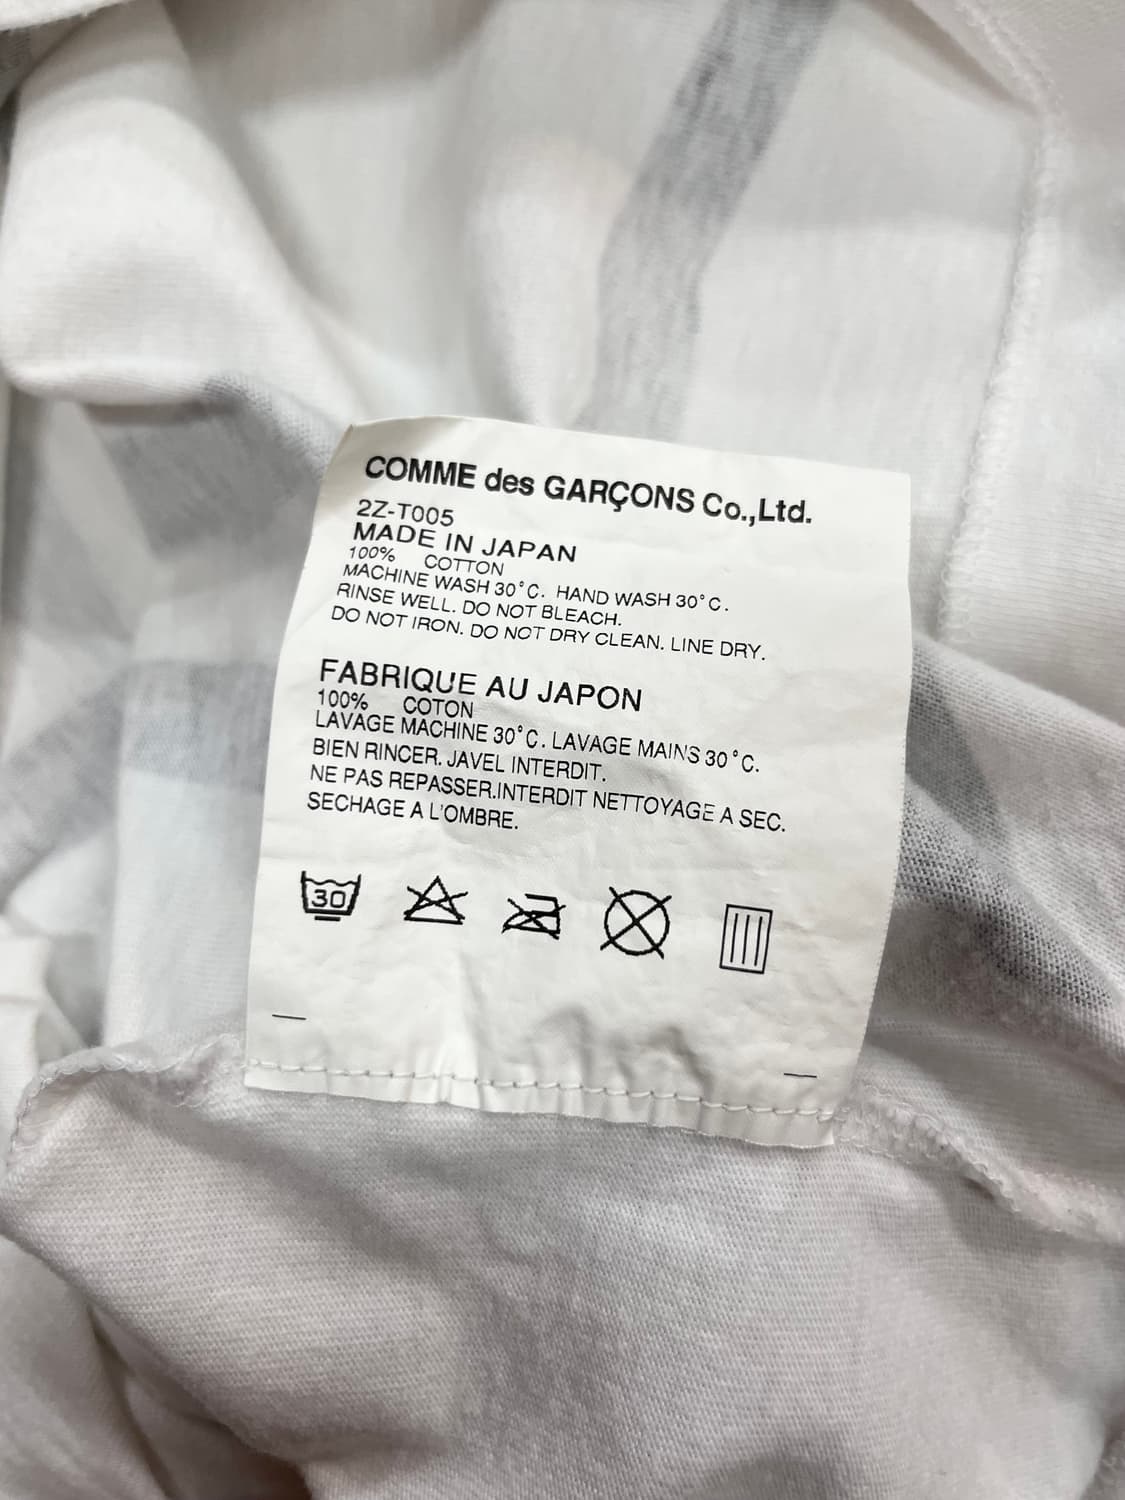 COMME des GARÇONS Co.,Ltd.
2Z-T005
MADE IN JAPAN
100% COTTON
MACHINE WASH 30°C. HAND WASH 30°C.
RINSE WELL. DO NOT BLEACH.
DO NOT IRON. DO NOT DRY CLEAN. LINE DRY.
FABRIQUE AU JAPON
100% COTON
LAVAGE MACHINE 30°C. LAVAGE MAINS 30°C.
BIEN RINCER. JAVEL INTERDIT.
NE PAS REPASSER.INTERDIT NETTOYAGE A SEC.
SECHAGE A L'OMBRE.
30